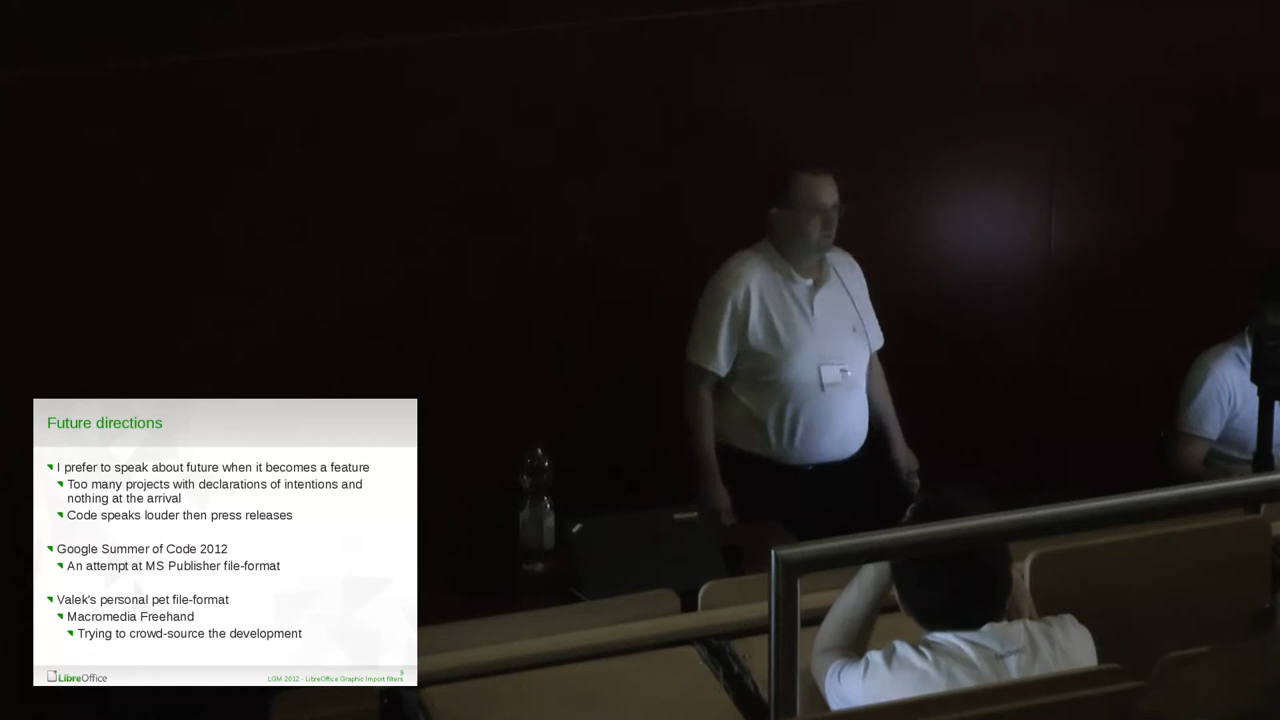 Future directions
I prefer to speak about future when it becomes a feature
Too many projects with declarations of intentions and
nothing at the arrival
Code speaks louder then press releases
Google Summer of Code 2012
An attempt at MS Publisher file-format
Valek's personal pet file-format
Macromedia Freehand
Trying to crowd-source the development
9
LibreOffice
LGM 2012 - LibreOffice Graphic Import filters